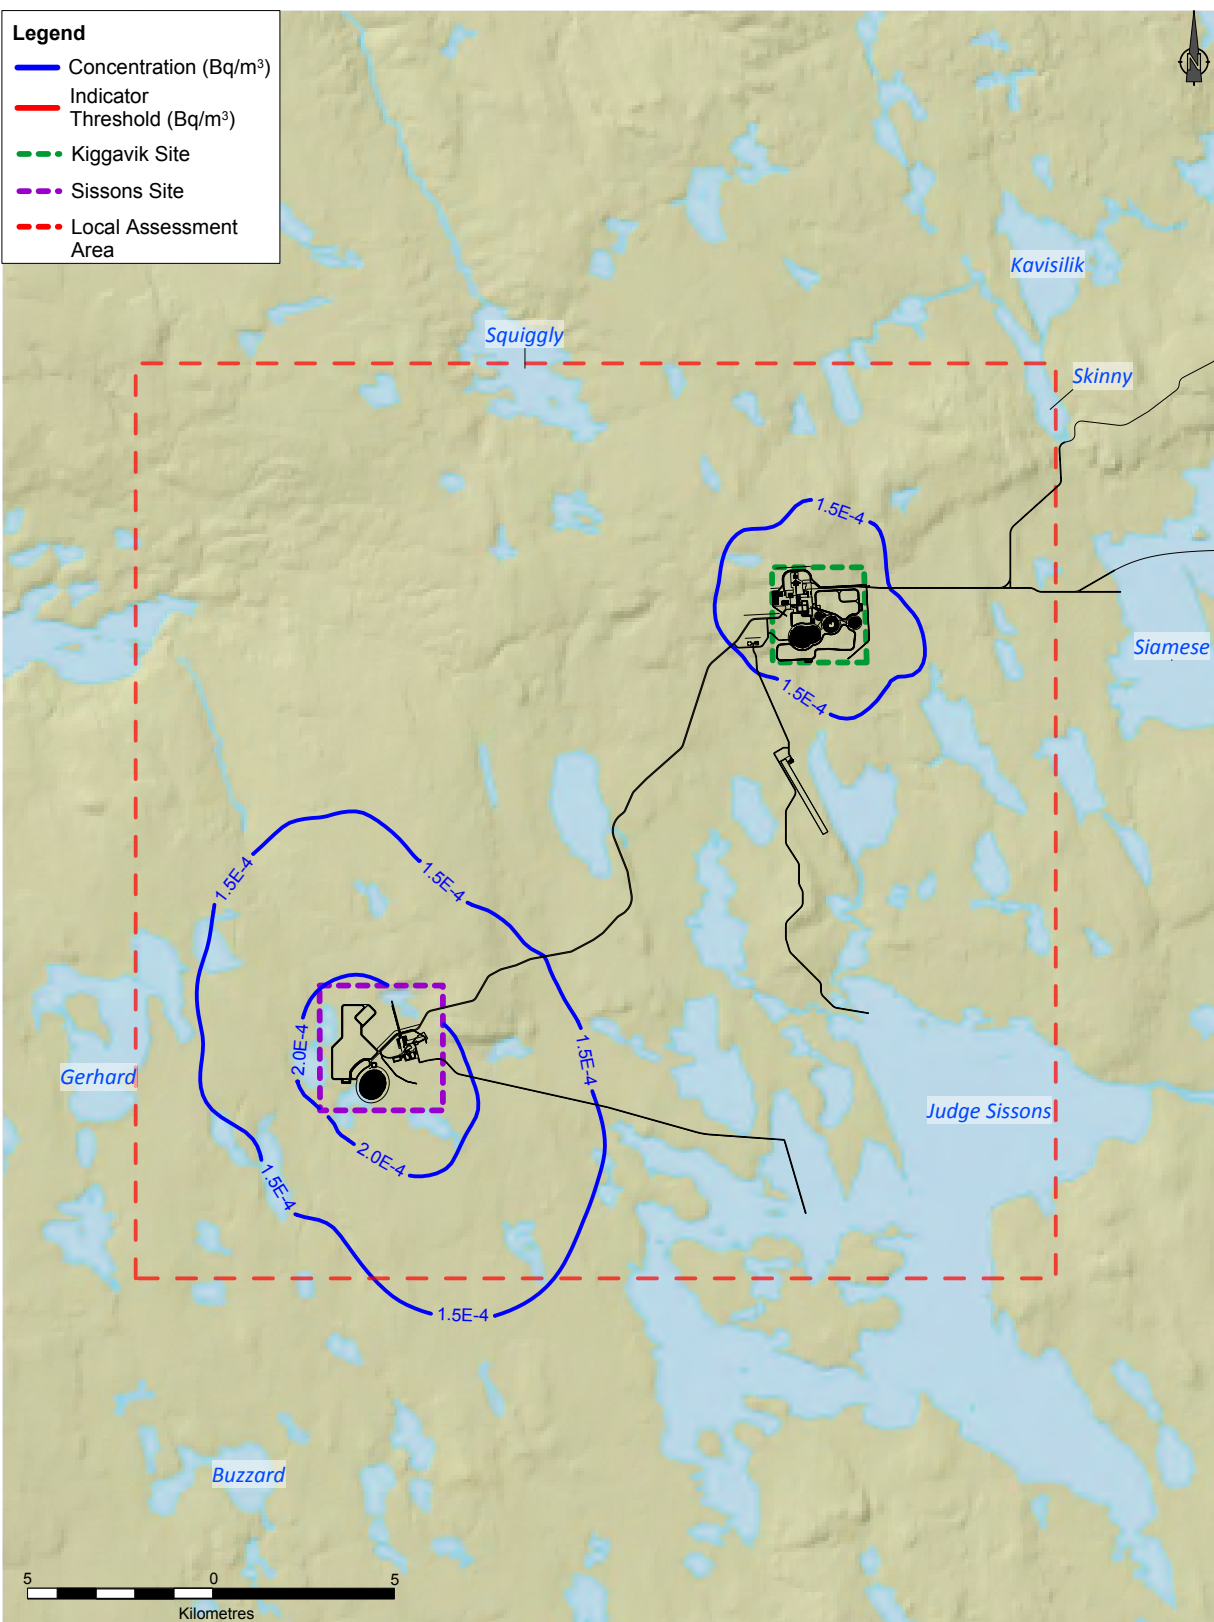 Legend
Concentration (Bq/m³)
Indicator
Threshold (Bq/m³)
Kiggavik Site
Sissons Site
Local Assessment
Area
N
Kavisilik
Squiggly
Skinny
1.5E-4
Siamese
1.5E-4
1.5E-4
1.5E-4
2.0E-4
1.5E-4
Gerhard
Judge Sissons
2.0E-4
1.5E-4
1.5E-4
Buzzard
5 0 5
Kilometres